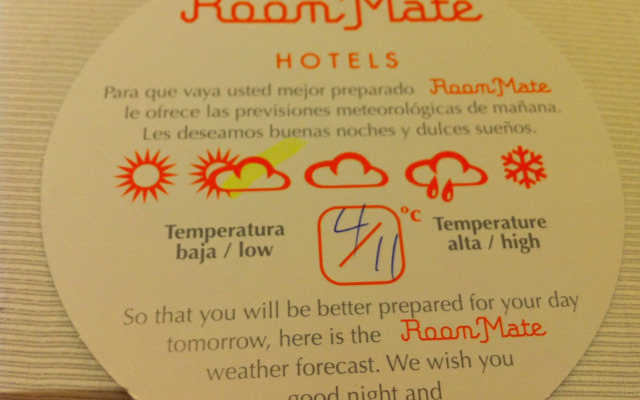 Room Mate
HOTELS
Para que vaya usted mejor preparado Room Mate
le ofrece las previsiones meteorológicas de mañana.
Les deseamos buenas noches y dulces sueños.
Temperatura
baja / low
4/11
°C
Temperature
alta / high
So that you will be better prepared for your day
tomorrow, here is the Room Mate
weather forecast. We wish you
good night and